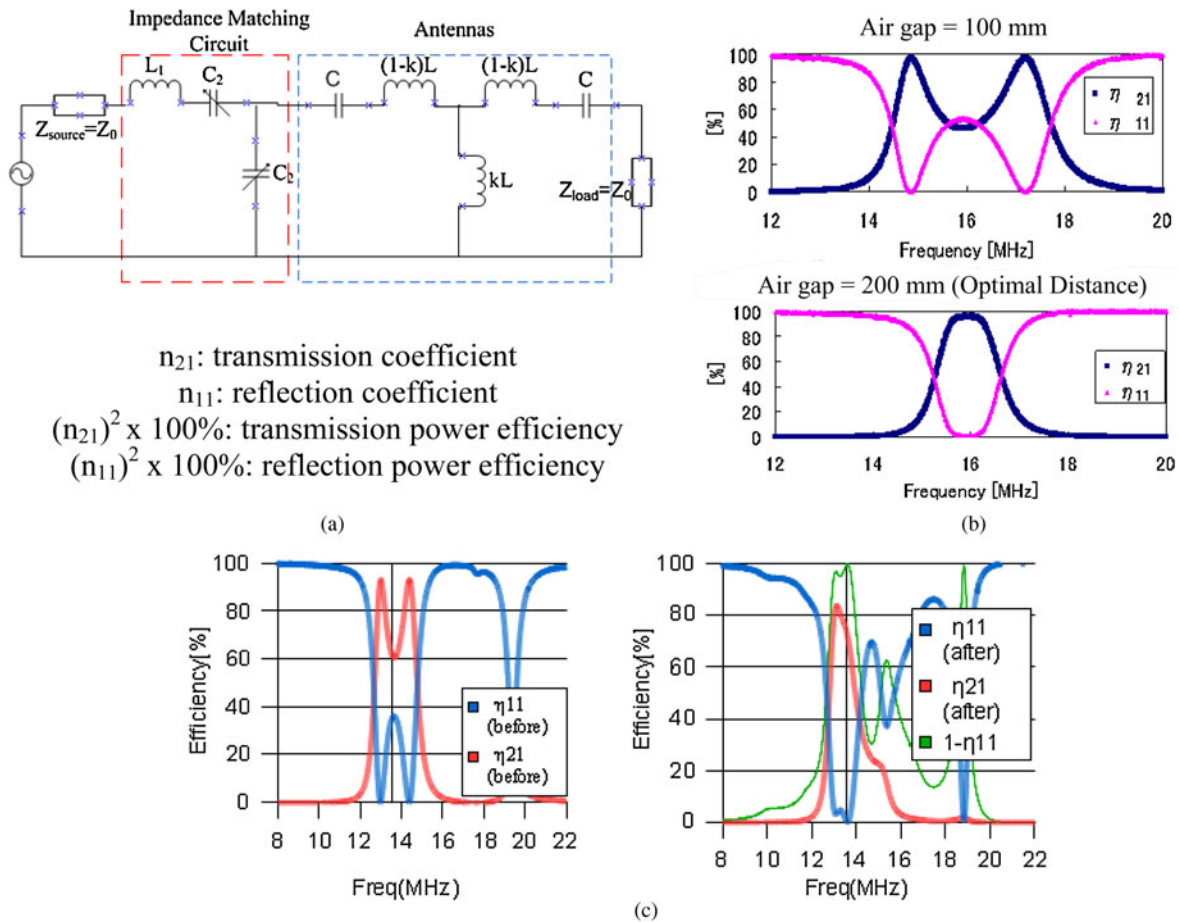 Impedance Matching
Circuit
Antennas
L1
C2
C
(1-k)L
(1-k)L
C
Zsource=Z0
C2
kL
Zload=Z0
n21: transmission coefficient
n11: reflection coefficient
(n21)² x 100%: transmission power efficiency
(n11)² x 100%: reflection power efficiency
(a)
Air gap = 100 mm
[%]
100
80
60
40
20
0
η 21
η 11
12 14 16 18 20
Frequency [MHz]
Air gap = 200 mm (Optimal Distance)
[%]
100
80
60
40
20
0
η 21
η 11
12 14 16 18 20
Frequency [MHz]
(b)
Efficiency[%]
100
80
60
40
20
0
η11
(before)
η21
(before)
8 10 12 14 16 18 20 22
Freq(MHz)
Efficiency[%]
100
80
60
40
20
0
η11
(after)
η21
(after)
1-η11
8 10 12 14 16 18 20 22
Freq(MHz)
(c)